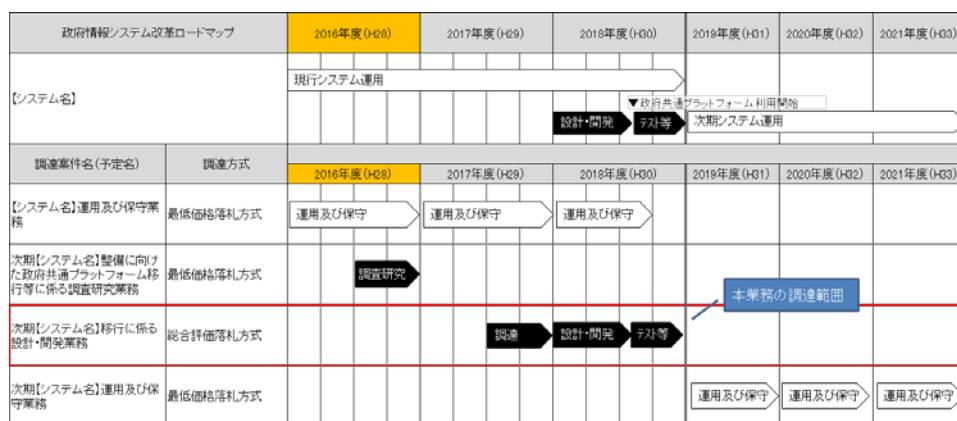 政府情報システム改革ロードマップ 2016年度(H28) 2017年度(H29) 2018年度(H30) 2019年度(H31) 2020年度(H32) 2021年度(H33)
現行システム運用
【システム名】
▼政府共通プラットフォーム利用開始
設計・開発 テスト等 次期システム運用
調達案件名(予定名) 調達方式 2016年度(H28) 2017年度(H29) 2018年度(H30) 2019年度(H31) 2020年度(H32) 2021年度(H33)
【システム名】運用及び保守業
務
最低価格落札方式 運用及び保守 運用及び保守 運用及び保守
次期【システム名】整備に向け
た政府共通プラットフォーム移
行等に係る調査研究業務
最低価格落札方式 調査研究
本業務の調達範囲
次期【システム名】移行に係る
設計・開発業務
総合評価落札方式 調達 設計・開発 テスト等
次期【システム名】運用及び保
守業務
最低価格落札方式 運用及び保守 運用及び保守 運用及び保守